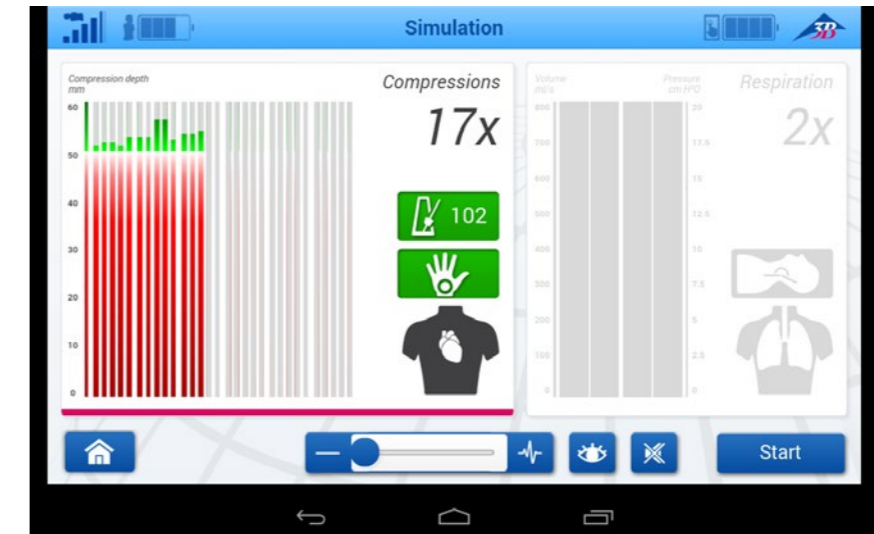 Simulation
3B
Compression depth
mm
Compressions
17x
60
50
40
30
20
10
0
102
Volume
ml/s
Pressure
cm H²O
Respiration
2x
800
700
600
500
400
300
200
100
0
20
17.5
15
12.5
10
7.5
5
2.5
0
Start